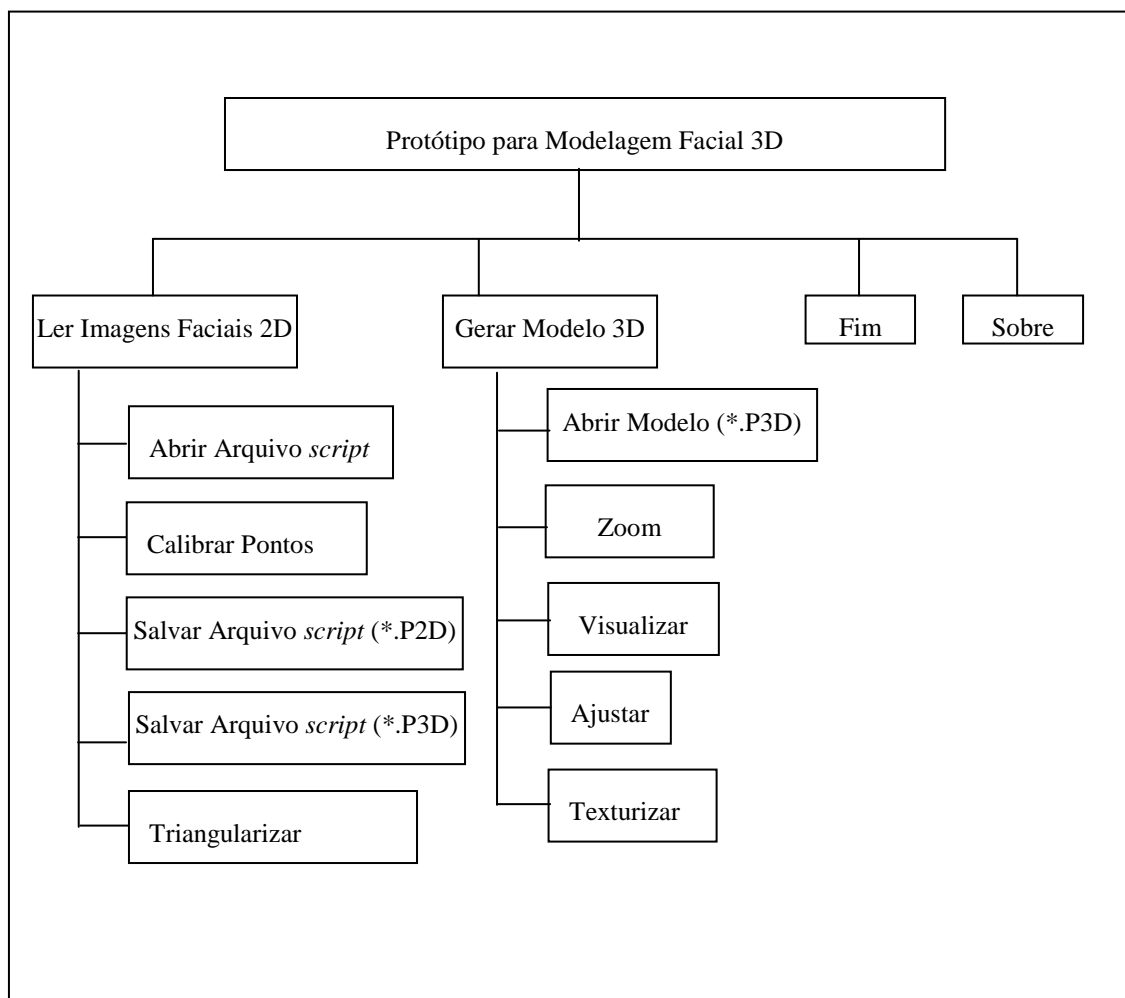 Protótipo para Modelagem Facial 3D
Ler Imagens Faciais 2D
Gerar Modelo 3D
Fim
Sobre
Abrir Arquivo script
Calibrar Pontos
Salvar Arquivo script (*.P2D)
Salvar Arquivo script (*.P3D)
Triangularizar
Abrir Modelo (*.P3D)
Zoom
Visualizar
Ajustar
Texturizar